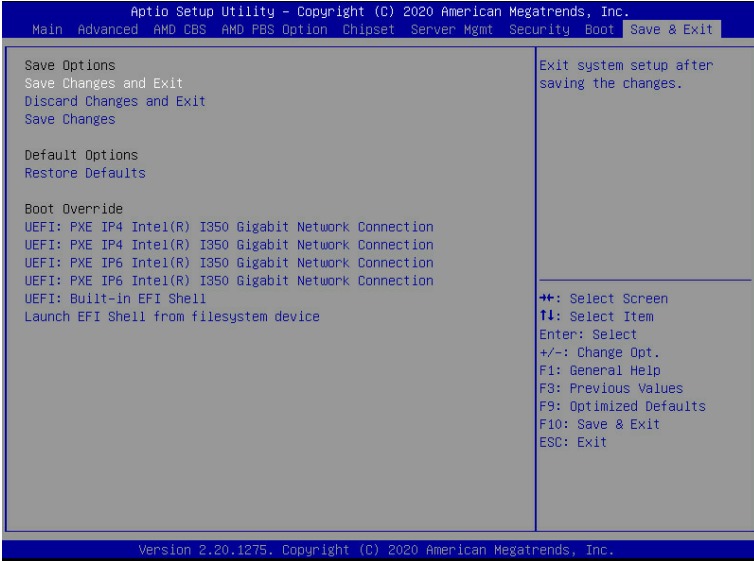 Aptio Setup Utility – Copyright (C) 2020 American Megatrends, Inc.
Main Advanced AMD CBS AMD PBS Option Chipset Server Mgmt Security Boot Save & Exit
Save Options
Save Changes and Exit
Discard Changes and Exit
Save Changes
Default Options
Restore Defaults
Boot Override
UEFI: PXE IP4 Intel(R) I350 Gigabit Network Connection
UEFI: PXE IP4 Intel(R) I350 Gigabit Network Connection
UEFI: PXE IP6 Intel(R) I350 Gigabit Network Connection
UEFI: PXE IP6 Intel(R) I350 Gigabit Network Connection
UEFI: Built-in EFI Shell
Launch EFI Shell from filesystem device
Exit system setup after
saving the changes.
→←: Select Screen
↑↓: Select Item
Enter: Select
+/-: Change Opt.
F1: General Help
F3: Previous Values
F9: Optimized Defaults
F10: Save & Exit
ESC: Exit
Version 2.20.1275. Copyright (C) 2020 American Megatrends, Inc.